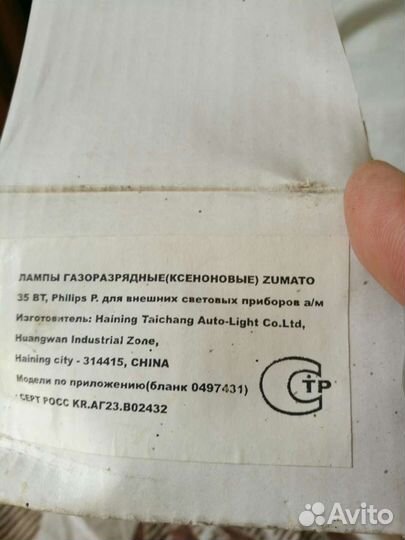 ЛАМПЫ ГАЗОРАЗРЯДНЫЕ(КСЕНОНОВЫЕ) ZUMATO
35 ВТ, Philips P. для внешних световых приборов а/м
Изготовитель: Haining Taichang Auto-Light Co.Ltd,
Huangwan Industrial Zone,
Haining city - 314415, CHINA
Модели по приложению(бланк 0497431)
СЕРТ РОСС KR.АГ23.В02432
СТР
Avito